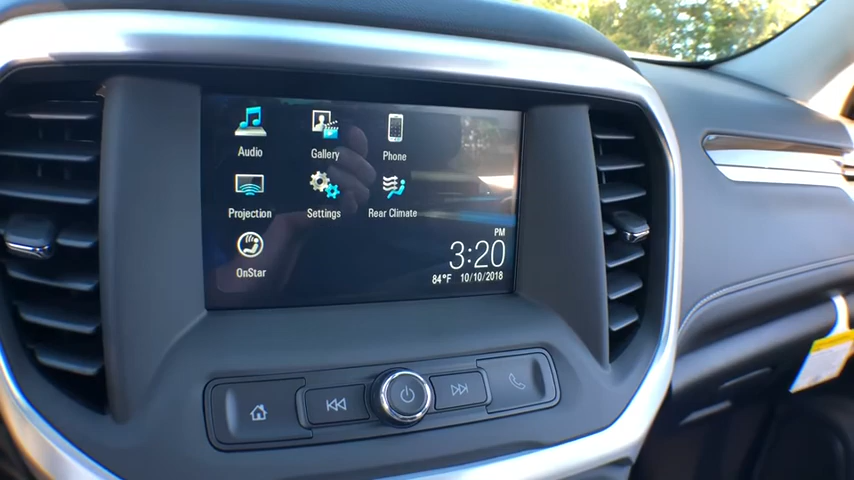 Audio
Gallery
Phone
Projection
Settings
Rear Climate
OnStar
PM
3:20
84°F 10/10/2018